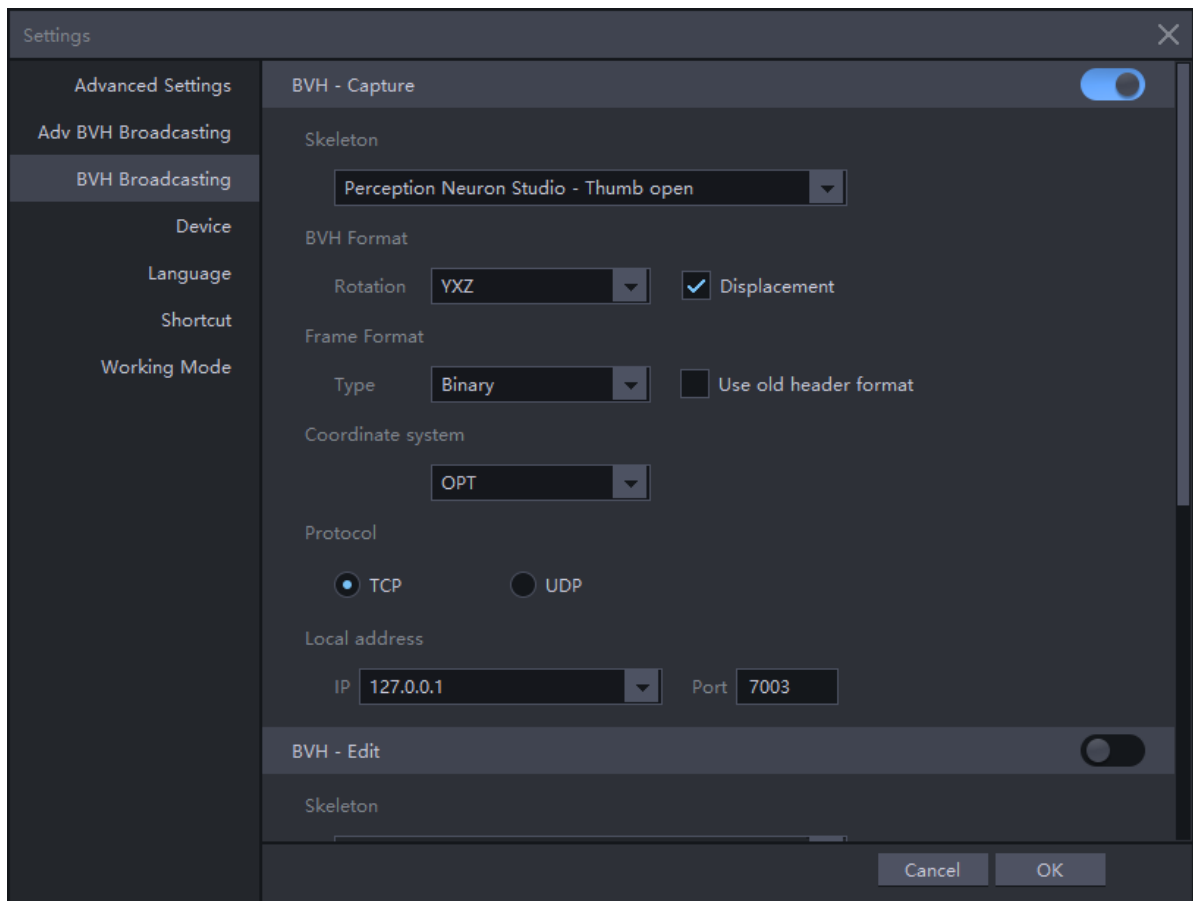 Settings
Advanced Settings
Adv BVH Broadcasting
BVH Broadcasting
Device
Language
Shortcut
Working Mode
BVH - Capture
Skeleton
Perception Neuron Studio - Thumb open
BVH Format
Rotation YXZ Displacement
Frame Format
Type Binary Use old header format
Coordinate system
OPT
Protocol
TCP UDP
Local address
IP 127.0.0.1 Port 7003
BVH - Edit
Skeleton
Cancel OK